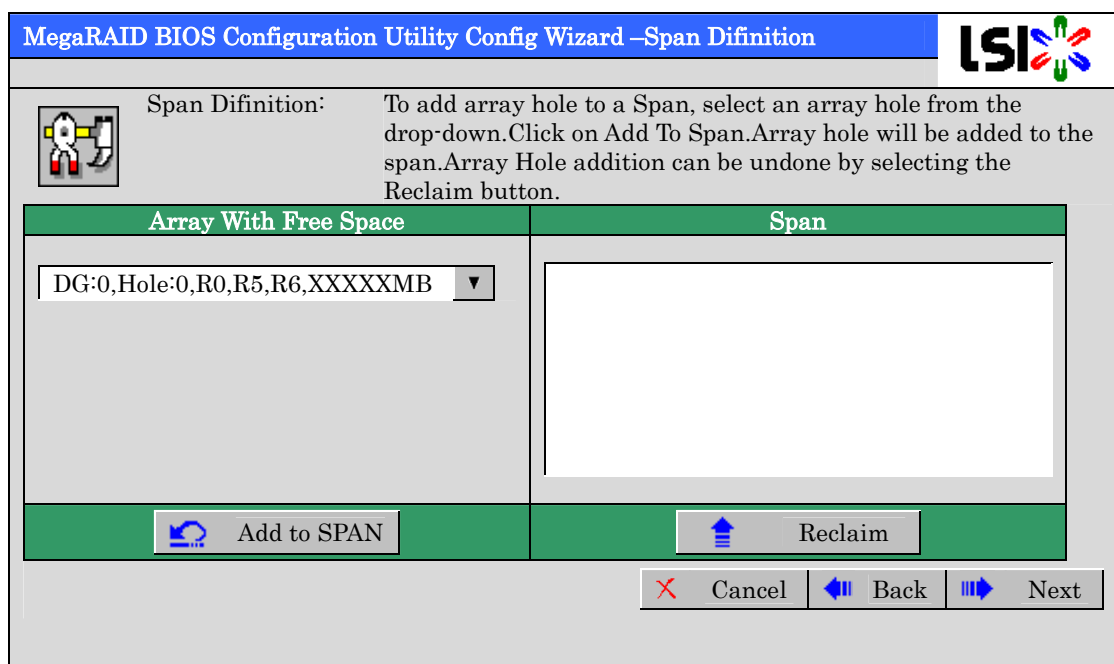 MegaRAID BIOS Configuration Utility Config Wizard –Span Difinition
LSI
Span Difinition:
To add array hole to a Span, select an array hole from the
drop-down.Click on Add To Span.Array hole will be added to the
span.Array Hole addition can be undone by selecting the
Reclaim button.
Array With Free Space
Span
DG:0,Hole:0,R0,R5,R6,XXXXXMB
Add to SPAN
Reclaim
Cancel
Back
Next